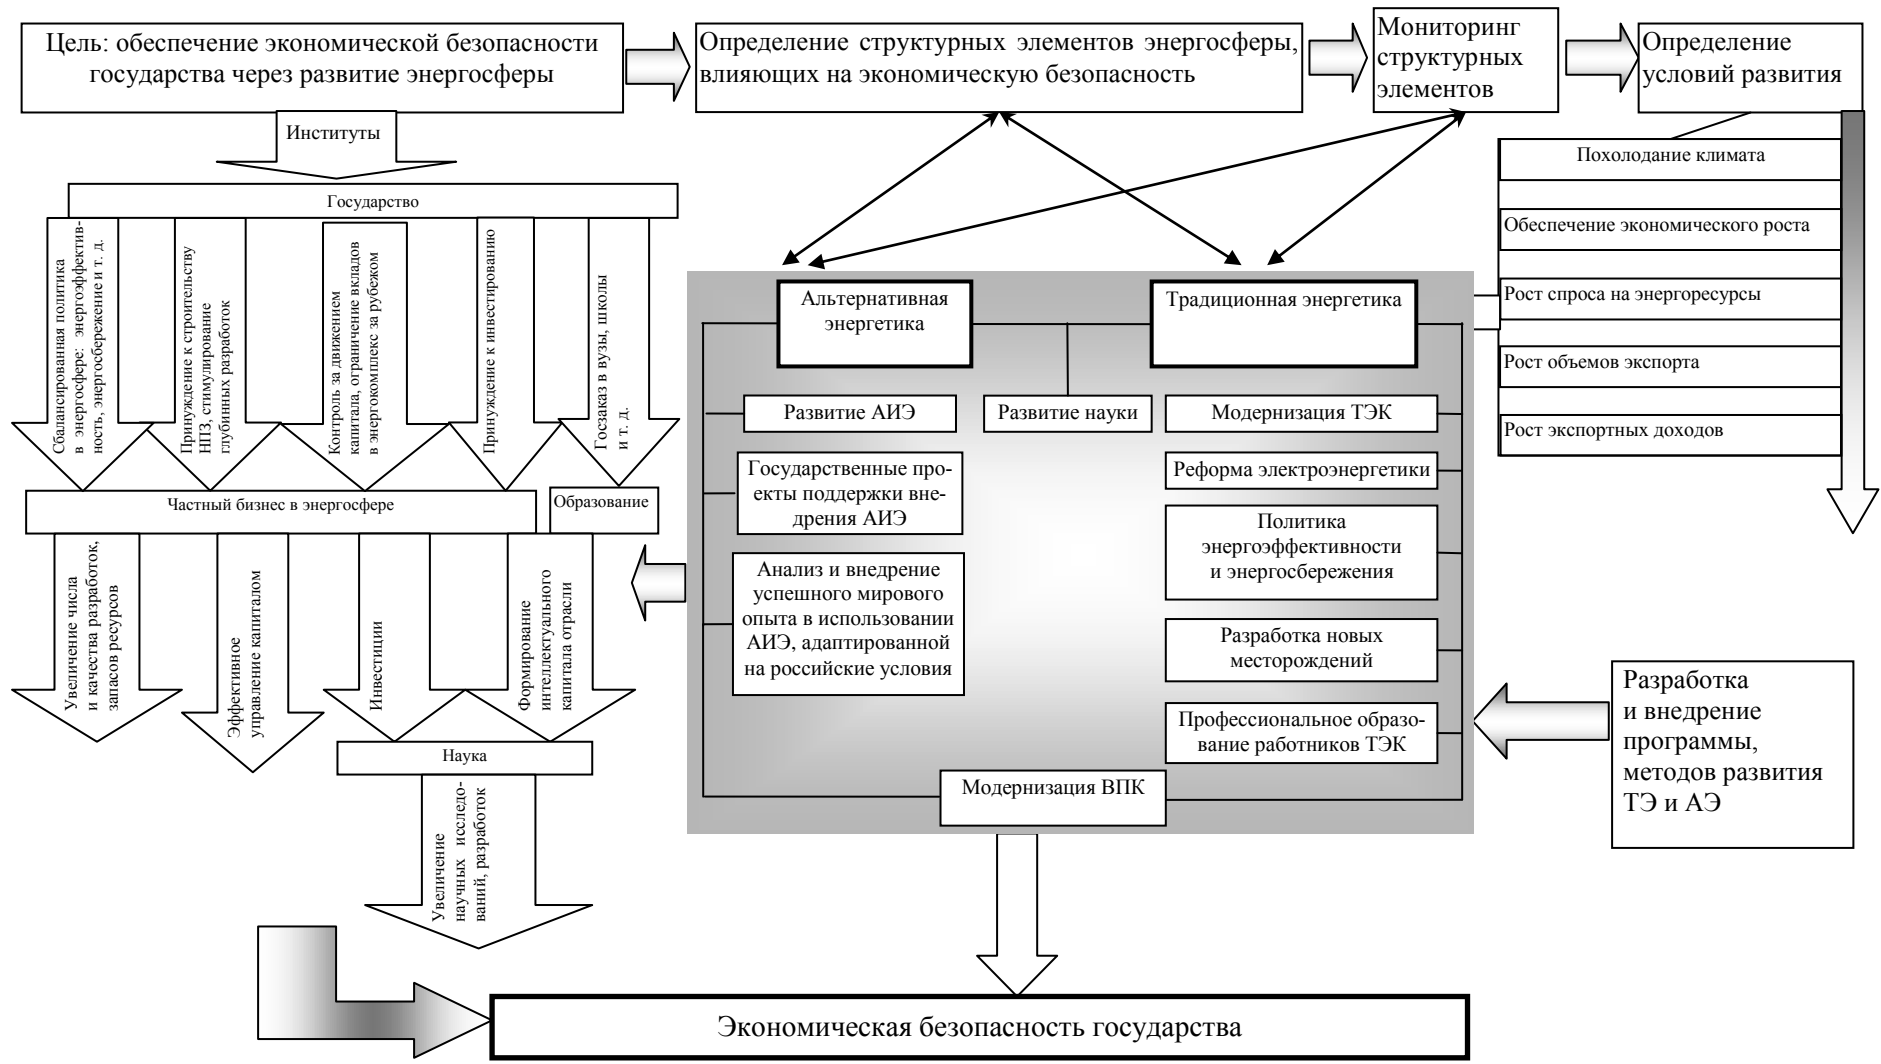 Цель: обеспечение экономической безопасности
государства через развитие энергосферы
Определение структурных элементов энергосферы,
влияющих на экономическую безопасность
Мониторинг
структурных
элементов
Определение
условий развития
Институты
Государство
Сбалансированная политика
в энергосфере: энергоэффектив-
ность, энергосбережение и т. д.
Принуждение к строительству
НПЗ, стимулирование
глубинных разработок
Контроль за движением
капитала, ограничение вкладов
в энергокомплекс за рубежом
Принуждение к инвестированию
Госзаказ в вузы, школы
и т. д.
Частный бизнес в энергосфере
Образование
Увеличение числа
и качества разработок,
запасов ресурсов
Эффективное
управление капиталом
Инвестиции
Формирование
интеллектуального
капитала отрасли
Наука
Увеличение
научных исследо-
ваний, разработок
Альтернативная
энергетика
Традиционная энергетика
Развитие АИЭ
Развитие науки
Модернизация ТЭК
Государственные про-
екты поддержки вне-
дрения АИЭ
Реформа электроэнергетики
Политика
энергоэффективности
и энергосбережения
Анализ и внедрение
успешного мирового
опыта в использовании
АИЭ, адаптированной
на российские условия
Разработка новых
месторождений
Профессиональное образо-
вание работников ТЭК
Модернизация ВПК
Похолодание климата
Обеспечение экономического роста
Рост спроса на энергоресурсы
Рост объемов экспорта
Рост экспортных доходов
Разработка
и внедрение
программы,
методов развития
ТЭ и АЭ
Экономическая безопасность государства